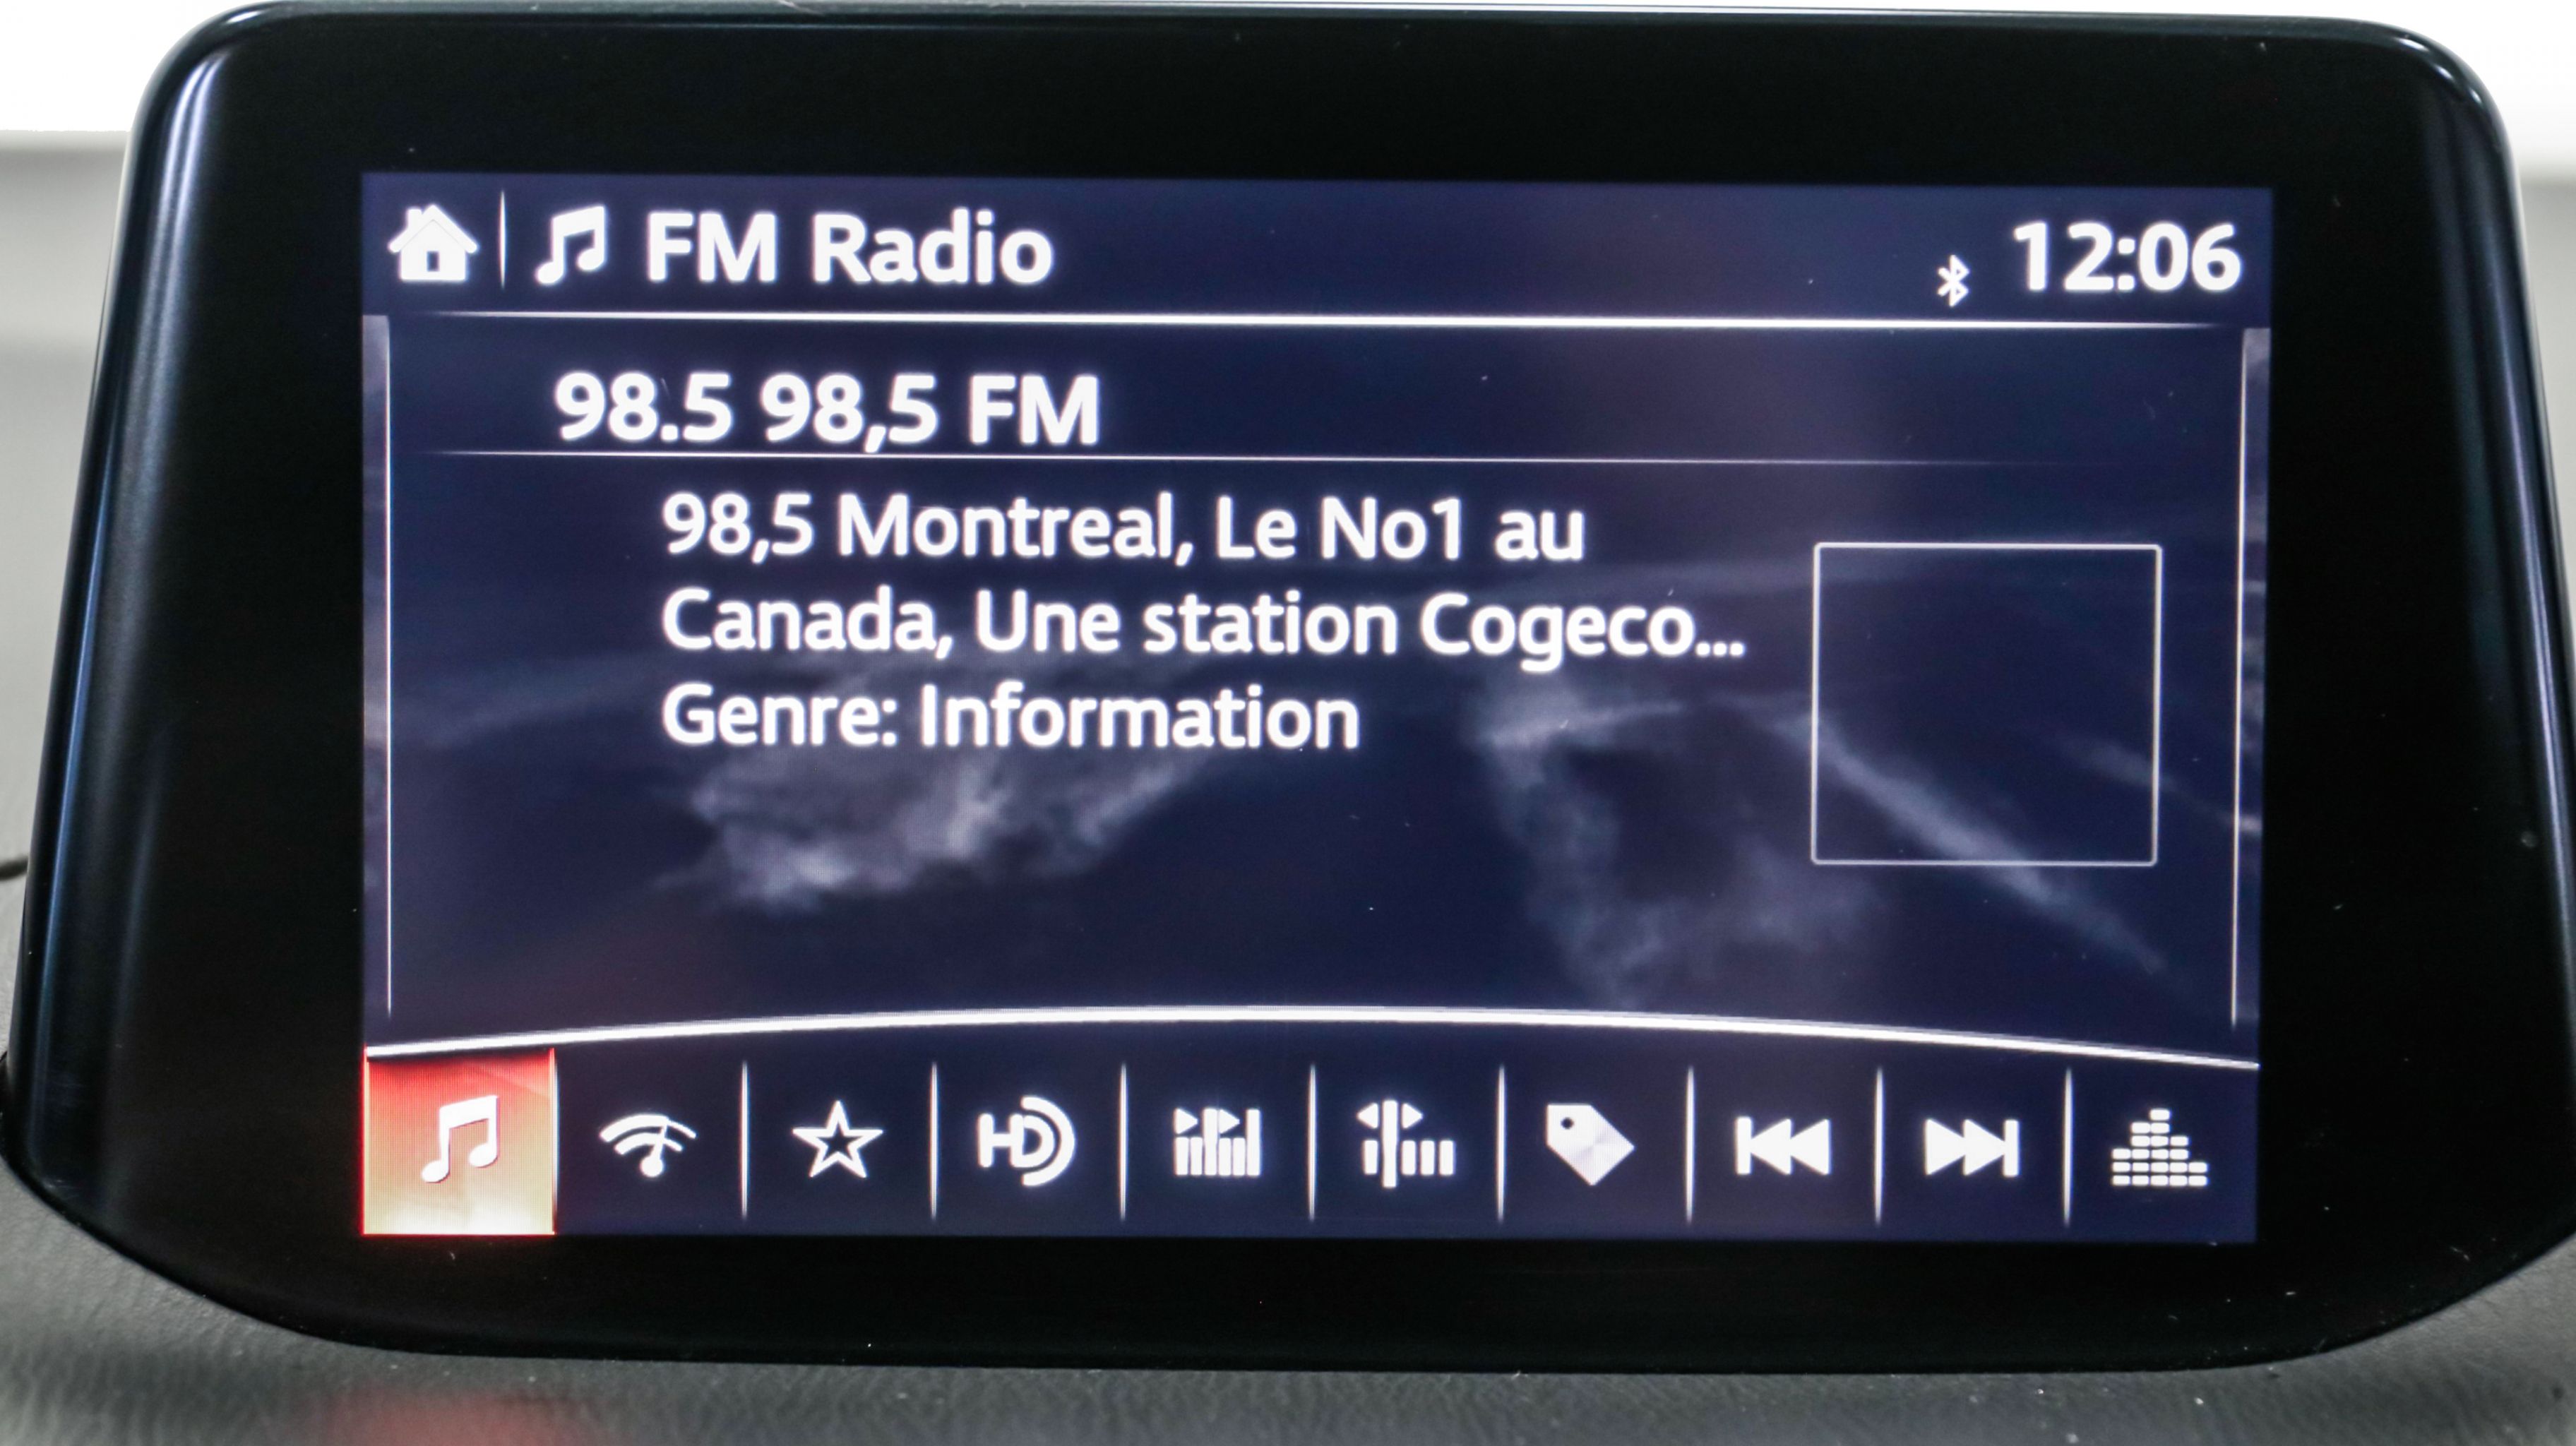 FM Radio
12:06
98.5 98,5 FM
98,5 Montreal, Le No1 au
Canada, Une station Cogeco...
Genre: Information
HD